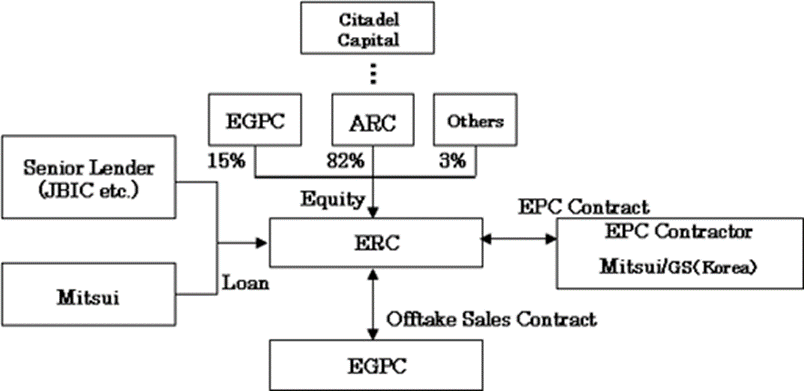 Citadel
Capital
EGPC
ARC
Others
15%
82%
3%
Senior Lender
(JBIC etc.)
Equity
EPC Contract
ERC
EPC Contractor
Mitsui/GS(Korea)
Mitsui
Loan
Offtake Sales Contract
EGPC